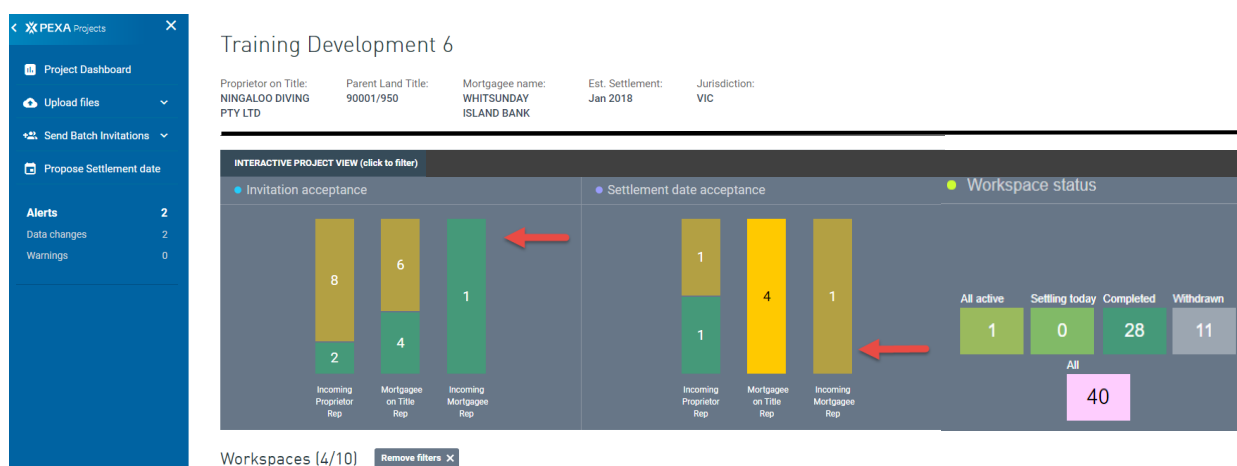 PEXA Projects
Project Dashboard
Upload files
Send Batch Invitations
Propose Settlement date
Alerts 2
Data changes 2
Warnings 0
Training Development 6
Proprietor on Title: Parent Land Title: Mortgagee name: Est. Settlement: Jurisdiction:
NINGALOO DIVING 90001/950 WHITSUNDAY Jan 2018 VIC
PTY LTD ISLAND BANK
INTERACTIVE PROJECT VIEW (click to filter)
Invitation acceptance
8
2
6
4
1
Incoming
Proprietor
Rep
Mortgagee
on Title
Rep
Incoming
Mortgagee
Rep
Settlement date acceptance
1
1
4
1
Incoming
Proprietor
Rep
Mortgagee
on Title
Rep
Incoming
Mortgagee
Rep
Workspace status
All active Settling today Completed Withdrawn
1 0 28 11
All
40
Workspaces (4/10) Remove filters X